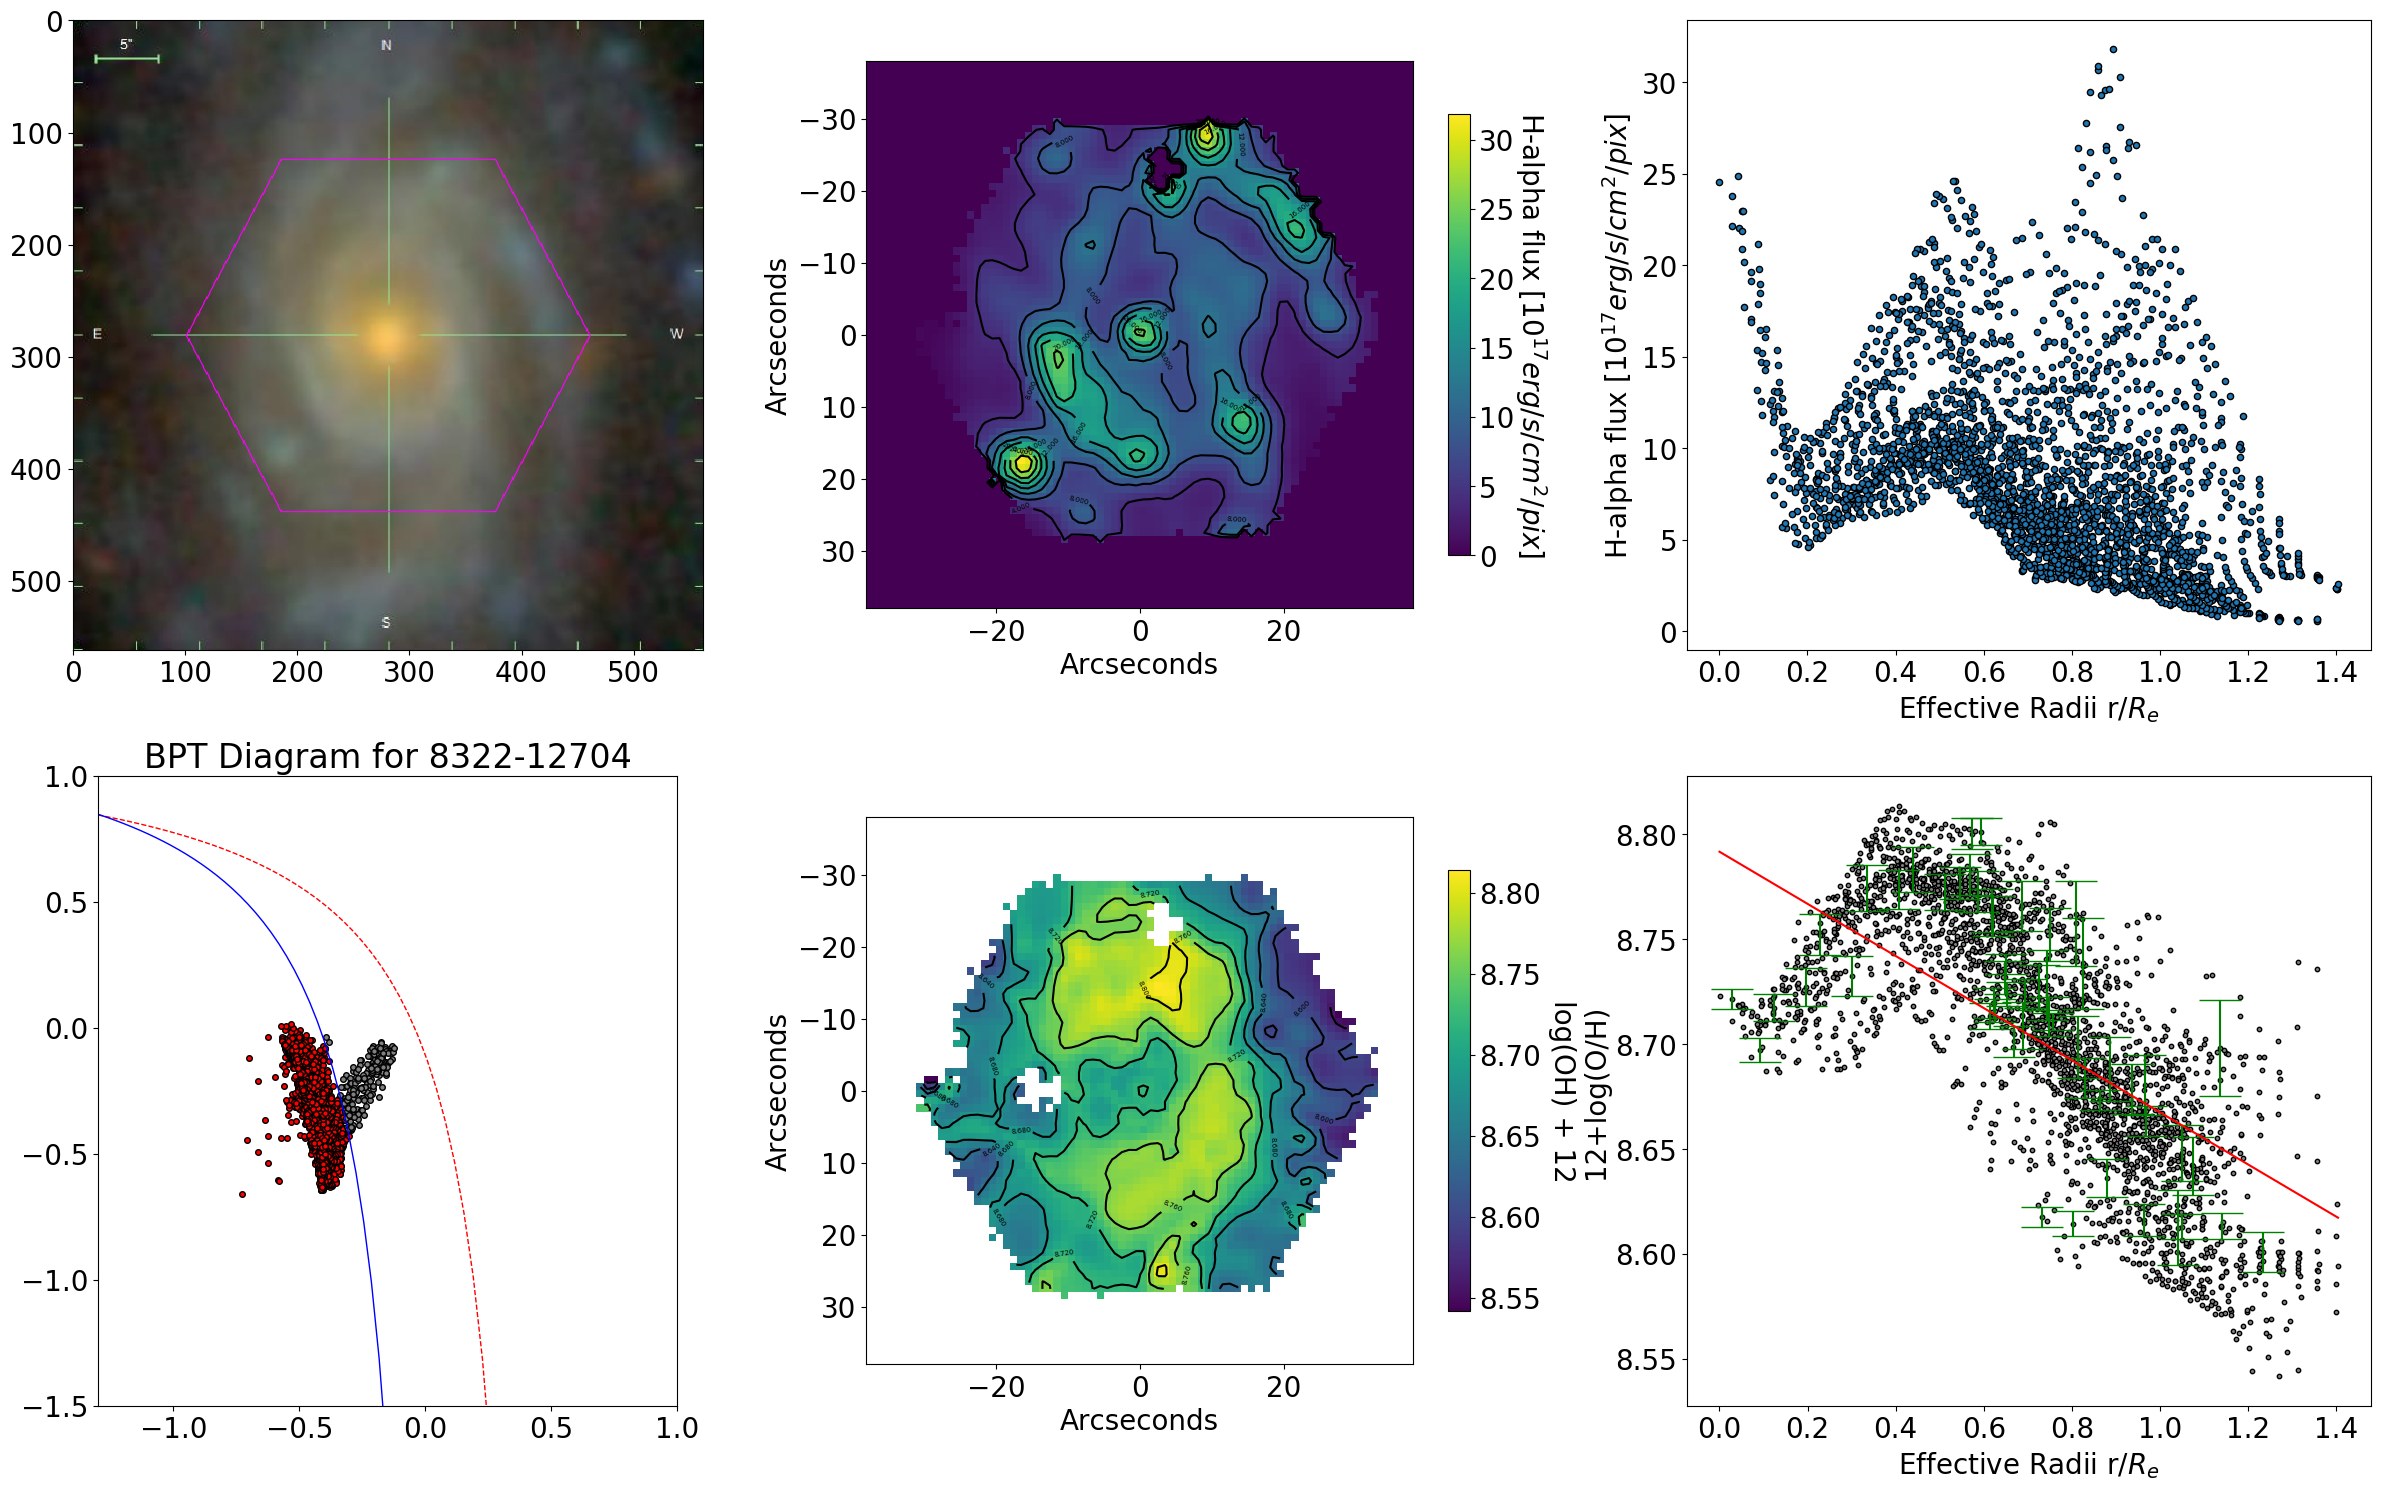 5"
N
E
W
S
0
100
200
300
400
500
0 100 200 300 400 500
Arcseconds
−30
−20
−10
0
10
20
30
−20 0 20
Arcseconds
30
25
20
15
10
5
0
H-alpha flux [10^17 erg/s/cm^2/pix]
H-alpha flux [10^17 erg/s/cm^2/pix]
30
25
20
15
10
5
0
0.0 0.2 0.4 0.6 0.8 1.0 1.2 1.4
Effective Radii r/R_e
BPT Diagram for 8322-12704
1.0
0.5
0.0
−0.5
−1.0
−1.5
−1.0 −0.5 0.0 0.5 1.0
Arcseconds
−30
−20
−10
0
10
20
30
−20 0 20
Arcseconds
8.80
8.75
8.70
8.65
8.60
8.55
12 + log(O/H)
12+log(O/H)
8.80
8.75
8.70
8.65
8.60
8.55
0.0 0.2 0.4 0.6 0.8 1.0 1.2 1.4
Effective Radii r/R_e